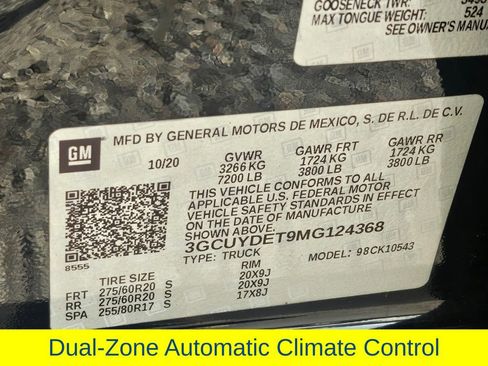 GOOSENECK TWR:
MAX TONGUE WEIGHT: 524
SEE OWNER'S MANUA
GM
MFD BY GENERAL MOTORS DE MEXICO, S. DE R.L. DE C.V.
10/20 GVWR GAWR FRT GAWR RR
3266 KG 1724 KG 1724 KG
7200 LB 3800 LB 3800 LB
THIS VEHICLE CONFORMS TO ALL
APPLICABLE U.S. FEDERAL MOTOR
VEHICLE SAFETY STANDARDS IN EFFECT
ON THE DATE OF MANUFACTURE
3GCUYDET9MG124368
8555 TYPE: TRUCK MODEL: 98CK10543
TIRE SIZE RIM
FRT 275/60R20 S 20X9J
RR 275/60R20 S 20X9J
SPA 255/80R17 S 17X8J
Dual-Zone Automatic Climate Control